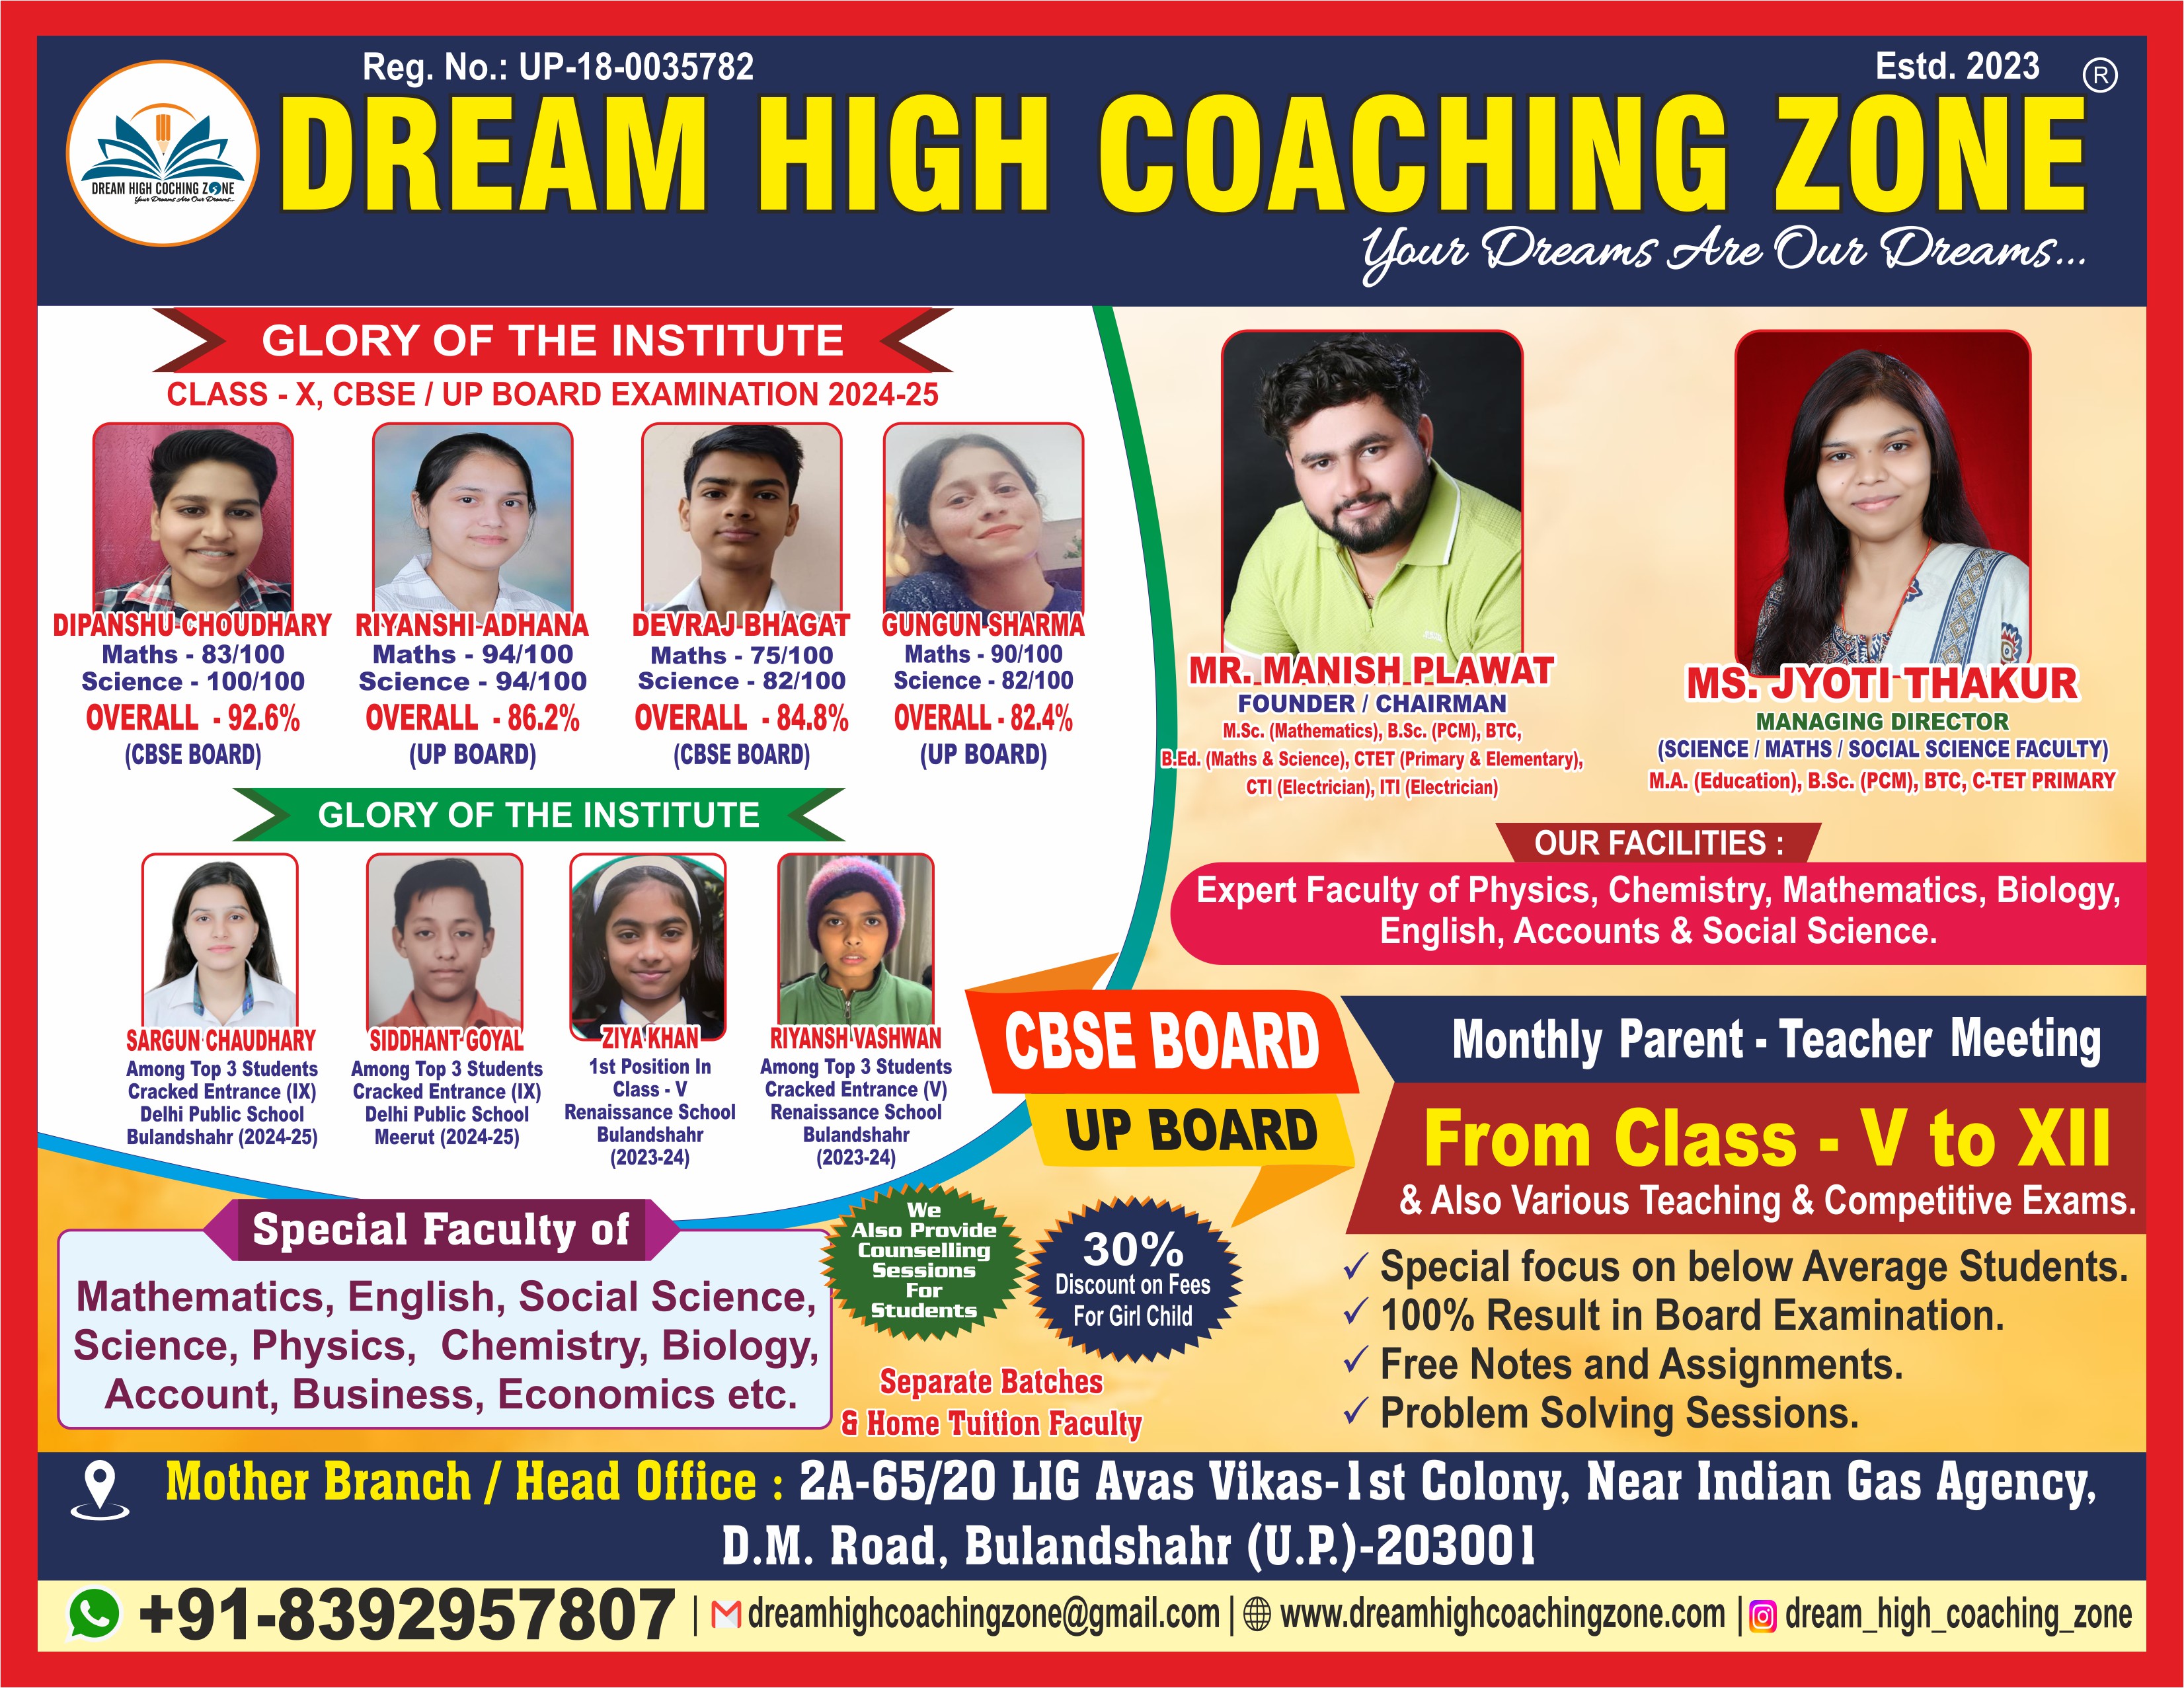 Reg. No.: UP-18-0035782
Estd. 2023
®
DREAM HIGH COACHING ZONE
Your Dreams Are Our Dreams...
DREAM HIGH COCHING ZONE
Your Dreams Are Our Dreams...
GLORY OF THE INSTITUTE
CLASS - X, CBSE / UP BOARD EXAMINATION 2024-25
DIPANSHU CHOUDHARY
Maths - 83/100
Science - 100/100
OVERALL - 92.6%
(CBSE BOARD)
RIYANSHI ADHANA
Maths - 94/100
Science - 94/100
OVERALL - 86.2%
(UP BOARD)
DEVRAJ BHAGAT
Maths - 75/100
Science - 82/100
OVERALL - 84.8%
(CBSE BOARD)
GUNGUN SHARMA
Maths - 90/100
Science - 82/100
OVERALL - 82.4%
(UP BOARD)
GLORY OF THE INSTITUTE
SARGUN CHAUDHARY
Among Top 3 Students
Cracked Entrance (IX)
Delhi Public School
Bulandshahr (2024-25)
SIDDHANT GOYAL
Among Top 3 Students
Cracked Entrance (IX)
Delhi Public School
Meerut (2024-25)
ZIYA KHAN
1st Position In
Class - V
Renaissance School
Bulandshahr
(2023-24)
RIYANSH VASHWAN
Among Top 3 Students
Cracked Entrance (V)
Renaissance School
Bulandshahr
(2023-24)
MR. MANISH PLAWAT
FOUNDER / CHAIRMAN
M.Sc. (Mathematics), B.Sc. (PCM), BTC,
B.Ed. (Maths & Science), CTET (Primary & Elementary),
CTI (Electrician), ITI (Electrician)
MS. JYOTI THAKUR
MANAGING DIRECTOR
(SCIENCE / MATHS / SOCIAL SCIENCE FACULTY)
M.A. (Education), B.Sc. (PCM), BTC, C-TET PRIMARY
OUR FACILITIES :
Expert Faculty of Physics, Chemistry, Mathematics, Biology,
English, Accounts & Social Science.
CBSE BOARD
UP BOARD
Monthly Parent - Teacher Meeting
From Class - V to XII
& Also Various Teaching & Competitive Exams.
✓ Special focus on below Average Students.
✓ 100% Result in Board Examination.
✓ Free Notes and Assignments.
✓ Problem Solving Sessions.
Special Faculty of
Mathematics, English, Social Science,
Science, Physics, Chemistry, Biology,
Account, Business, Economics etc.
We
Also Provide
Counselling
Sessions
For
Students
30%
Discount on Fees
For Girl Child
Separate Batches
& Home Tuition Faculty
Mother Branch / Head Office : 2A-65/20 LIG Avas Vikas-1st Colony, Near Indian Gas Agency,
D.M. Road, Bulandshahr (U.P.)-203001
+91-8392957807 | dreamhighcoachingzone@gmail.com | www.dreamhighcoachingzone.com | dream_high_coaching_zone